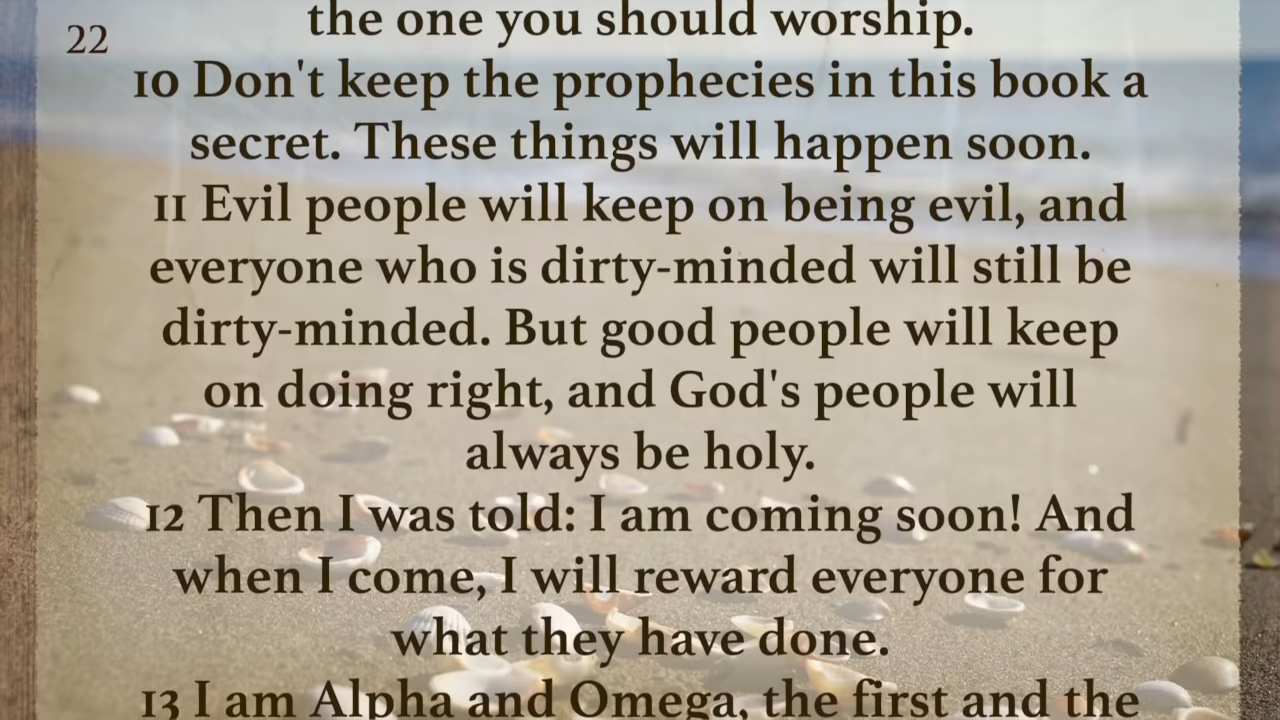 the one you should worship.
22
10 Don't keep the prophecies in this book a
secret. These things will happen soon.
11 Evil people will keep on being evil, and
everyone who is dirty-minded will still be
dirty-minded. But good people will keep
on doing right, and God's people will
always be holy.
12 Then I was told: I am coming soon! And
when I come, I will reward everyone for
what they have done.
13 I am Alpha and Omega, the first and the